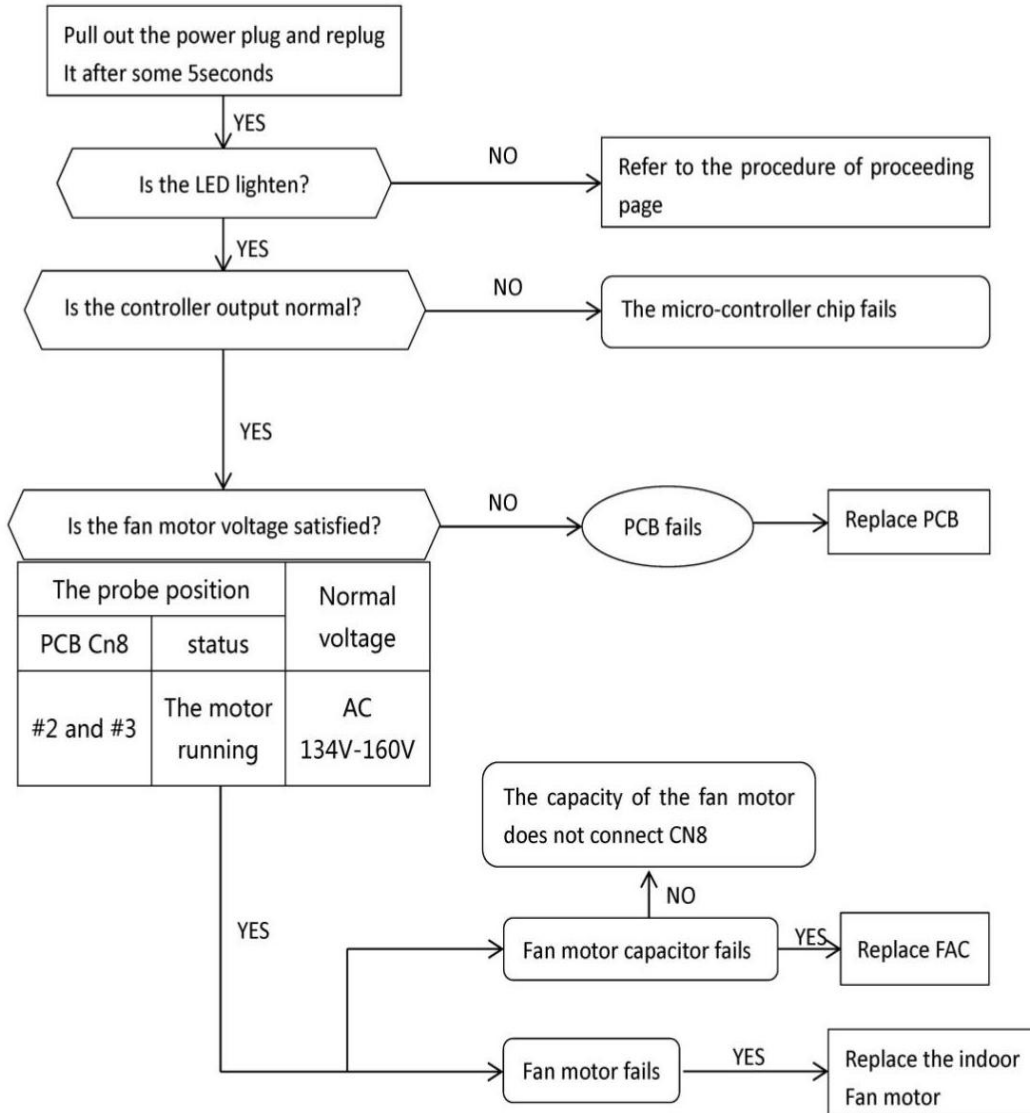 Pull out the power plug and replug
It after some 5seconds
YES
Is the LED lighten?
NO
Refer to the procedure of proceeding
page
YES
Is the controller output normal?
NO
The micro-controller chip fails
YES
Is the fan motor voltage satisfied?
NO
PCB fails
Replace PCB
The probe position
Normal
voltage
PCB Cn8
status
#2 and #3
The motor
running
AC
134V-160V
The capacity of the fan motor
does not connect CN8
NO
YES
Fan motor capacitor fails
YES
Replace FAC
Fan motor fails
YES
Replace the indoor
Fan motor